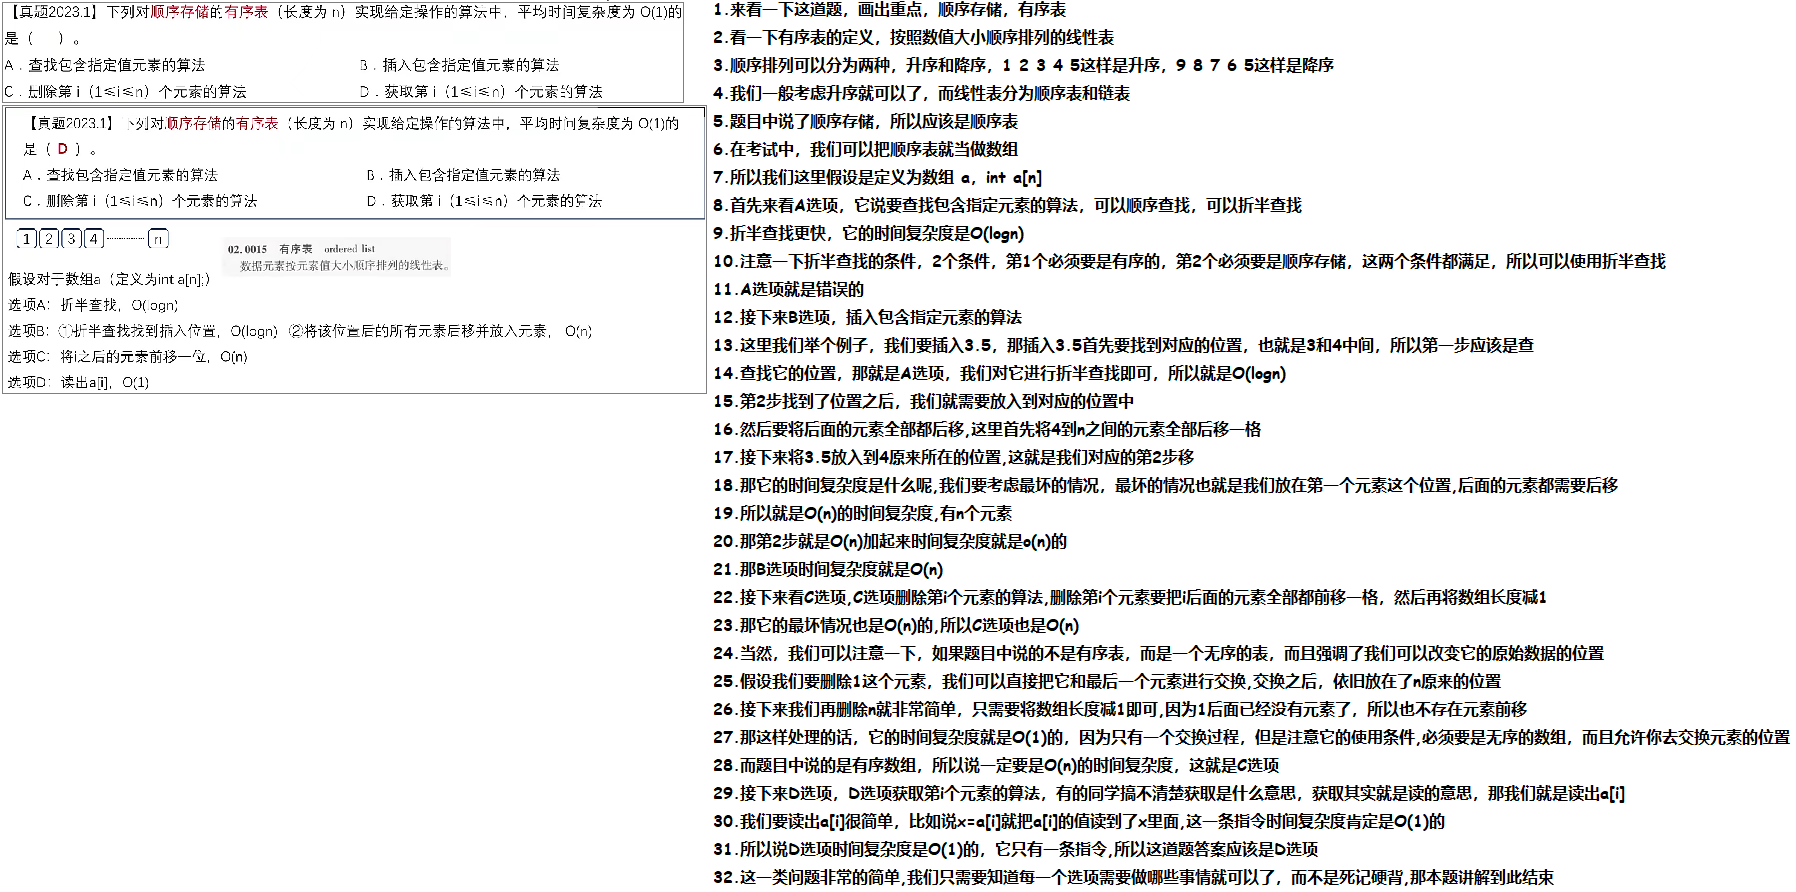 【真题2023.1】下列对顺序存储的有序表（长度为 n）实现给定操作的算法中，平均时间复杂度为 O(1)的
是（　　）。
A．查找包含指定值元素的算法　　B．插入包含指定值元素的算法
C．删除第 i（1≤i≤n）个元素的算法　　D．获取第 i（1≤i≤n）个元素的算法
【真题2023.1】下列对顺序存储的有序表（长度为 n）实现给定操作的算法中，平均时间复杂度为 O(1)的
是（ D ）。
A．查找包含指定值元素的算法　　B．插入包含指定值元素的算法
C．删除第 i（1≤i≤n）个元素的算法　　D．获取第 i（1≤i≤n）个元素的算法
1 2 3 4 ············ n
02.0015　有序表　ordered list
数据元素按元素值大小顺序排列的线性表。
假设对于数组a（定义为int a[n];）
选项A：折半查找，O(logn)
选项B：①折半查找找到插入位置，O(logn) ②将该位置后的所有元素后移并放入元素， O(n)
选项C：将i之后的元素前移一位，O(n)
选项D：读出a[i]，O(1)
1.来看一下这道题，画出重点，顺序存储，有序表
2.看一下有序表的定义，按照数值大小顺序排列的线性表
3.顺序排列可以分为两种，升序和降序，1 2 3 4 5这样是升序，9 8 7 6 5这样是降序
4.我们一般考虑升序就可以了，而线性表分为顺序表和链表
5.题目中说了顺序存储，所以应该是顺序表
6.在考试中，我们可以把顺序表就当做数组
7.所以我们这里假设是定义为数组 a，int a[n]
8.首先来看A选项，它说要查找包含指定元素的算法，可以顺序查找，可以折半查找
9.折半查找更快，它的时间复杂度是O(logn)
10.注意一下折半查找的条件，2个条件，第1个必须要是有序的，第2个必须要是顺序存储，这两个条件都满足，所以可以使用折半查找
11.A选项就是错误的
12.接下来B选项，插入包含指定元素的算法
13.这里我们举个例子，我们要插入3.5，那插入3.5首先要找到对应的位置，也就是3和4中间，所以第一步应该是查
14.查找它的位置，那就是A选项，我们对它进行折半查找即可，所以就是O(logn)
15.第2步找到了位置之后，我们就需要放入到对应的位置中
16.然后要将后面的元素全部都后移,这里首先将4到n之间的元素全部后移一格
17.接下来将3.5放入到4原来所在的位置,这就是我们对应的第2步移
18.那它的时间复杂度是什么呢,我们要考虑最坏的情况，最坏的情况也就是我们放在第一个元素这个位置,后面的元素都需要后移
19.所以就是O(n)的时间复杂度,有n个元素
20.那第2步就是O(n)加起来时间复杂度就是o(n)的
21.那B选项时间复杂度就是O(n)
22.接下来看C选项,C选项删除第i个元素的算法,删除第i个元素要把i后面的元素全部都前移一格，然后再将数组长度减1
23.那它的最坏情况也是O(n)的,所以C选项也是O(n)
24.当然，我们可以注意一下，如果题目中说的不是有序表，而是一个无序的表，而且强调了我们可以改变它的原始数据的位置
25.假设我们要删除1这个元素，我们可以直接把它和最后一个元素进行交换,交换之后，依旧放在了n原来的位置
26.接下来我们再删除n就非常简单，只需要将数组长度减1即可,因为1后面已经没有元素了，所以也不存在元素前移
27.那这样处理的话，它的时间复杂度就是O(1)的，因为只有一个交换过程，但是注意它的使用条件,必须要是无序的数组，而且允许你去交换元素的位置
28.而题目中说的是有序数组，所以说一定要是O(n)的时间复杂度，这就是C选项
29.接下来D选项，D选项获取第i个元素的算法，有的同学搞不清楚获取是什么意思，获取其实就是读的意思，那我们就是读出a[i]
30.我们要读出a[i]很简单，比如说x=a[i]就把a[i]的值读到了x里面,这一条指令时间复杂度肯定是O(1)的
31.所以说D选项时间复杂度是O(1)的，它只有一条指令,所以这道题答案应该是D选项
32.这一类问题非常的简单,我们只需要知道每一个选项需要做哪些事情就可以了，而不是死记硬背,那本题讲解到此结束